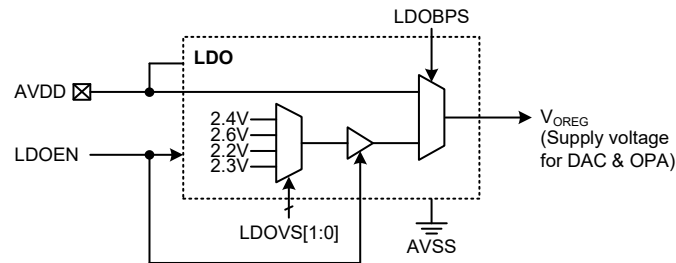 LDOBPS
LDO
AVDD
2.4V
2.6V
2.2V
2.3V
LDOEN
LDOVS[1:0]
AVSS
VOREG
(Supply voltage
for DAC & OPA)